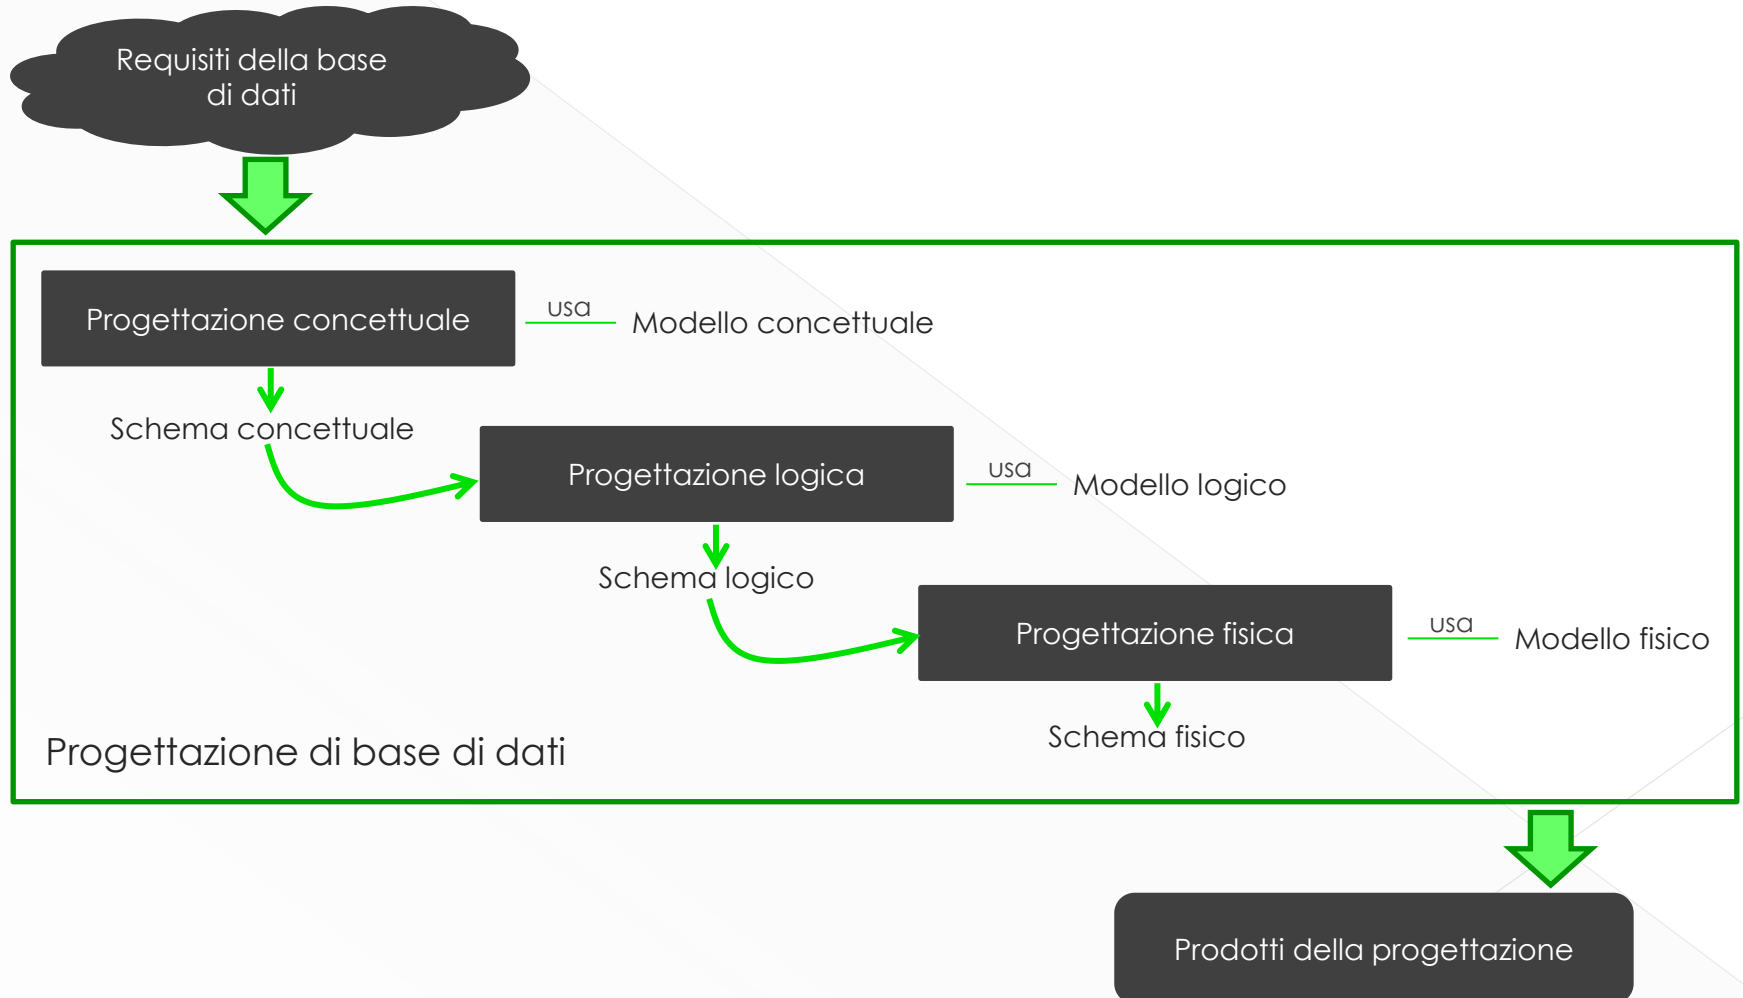 Requisiti della base
di dati
Progettazione concettuale
usa
Modello concettuale
Schema concettuale
Progettazione logica
usa
Modello logico
Schema logico
Progettazione fisica
usa
Modello fisico
Schema fisico
Progettazione di base di dati
Prodotti della progettazione